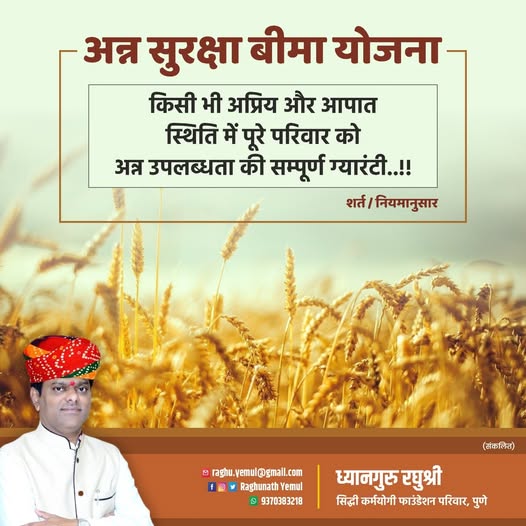 अन्न सुरक्षा बीमा योजना
किसी भी अप्रिय और आपात
स्थिति में पूरे परिवार को
अन्न उपलब्धता की सम्पूर्ण ग्यारंटी..!!
शर्त / नियमानुसार
(संकलित)
raghu.yemul@gmail.com
Raghunath Yemul
9370383218
ध्यानगुरु रघुश्री
सिद्धी कर्मयोगी फाउंडेशन परिवार, पुणे